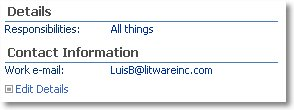 Details
Responsibilities: All things
Contact Information
Work e-mail: LuisB@litwareinc.com
Edit Details